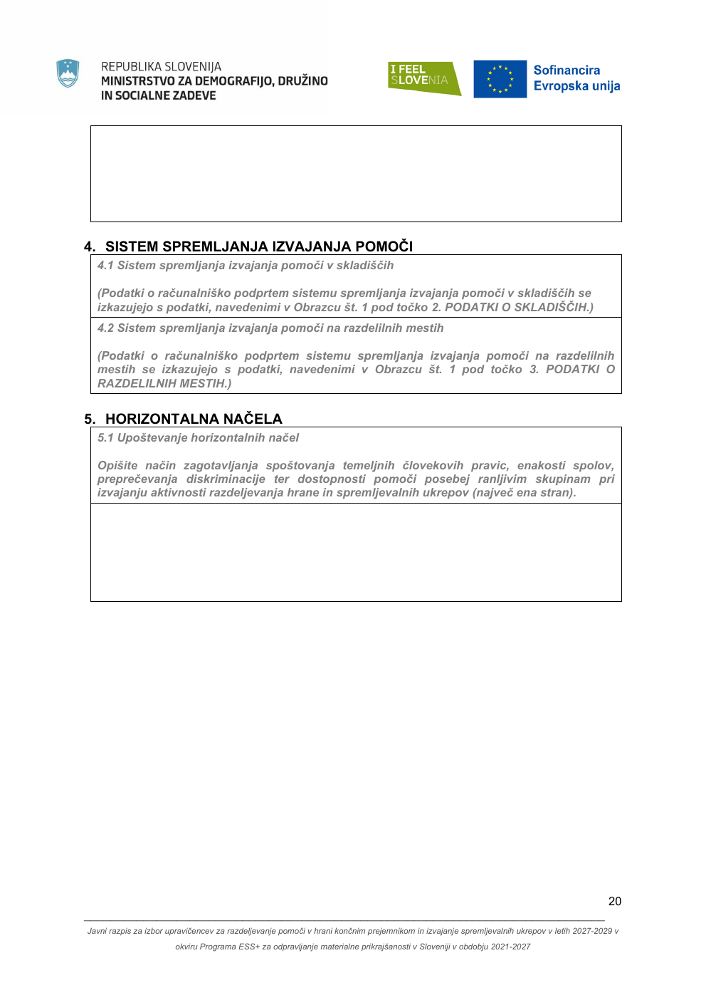 REPUBLIKA SLOVENIJA
MINISTRSTVO ZA DEMOGRAFIJO, DRUŽINO
IN SOCIALNE ZADEVE
I FEEL
SLOVENIA
Sofinancira
Evropska unija
4. SISTEM SPREMLJANJA IZVAJANJA POMOČI
4.1 Sistem spremljanja izvajanja pomoči v skladiščih
(Podatki o računalniško podprtem sistemu spremljanja izvajanja pomoči v skladiščih se
izkazujejo s podatki, navedenimi v Obrazcu št. 1 pod točko 2. PODATKI O SKLADIŠČIH.)
4.2 Sistem spremljanja izvajanja pomoči na razdelilnih mestih
(Podatki o računalniško podprtem sistemu spremljanja izvajanja pomoči na razdelilnih
mestih se izkazujejo s podatki, navedenimi v Obrazcu št. 1 pod točko 3. PODATKI O
RAZDELILNIH MESTIH.)
5. HORIZONTALNA NAČELA
5.1 Upoštevanje horizontalnih načel
Opišite način zagotavljanja spoštovanja temeljnih človekovih pravic, enakosti spolov,
preprečevanja diskriminacije ter dostopnosti pomoči posebej ranljivim skupinam pri
izvajanju aktivnosti razdeljevanja hrane in spremljevalnih ukrepov (največ ena stran).
20
Javni razpis za izbor upravičencev za razdeljevanje pomoči v hrani končnim prejemnikom in izvajanje spremljevalnih ukrepov v letih 2027-2029 v
okviru Programa ESS+ za odpravljanje materialne prikrajšanosti v Sloveniji v obdobju 2021-2027